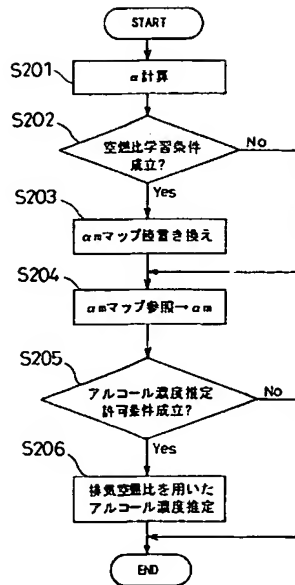 START
S201
α計算
S202
空燃比学習条件
成立?
No
Yes
S203
αmマップ値置き換え
S204
αmマップ参照→αm
S205
アルコール濃度推定
許可条件成立?
No
Yes
S206
排気空燃比を用いた
アルコール濃度推定
END